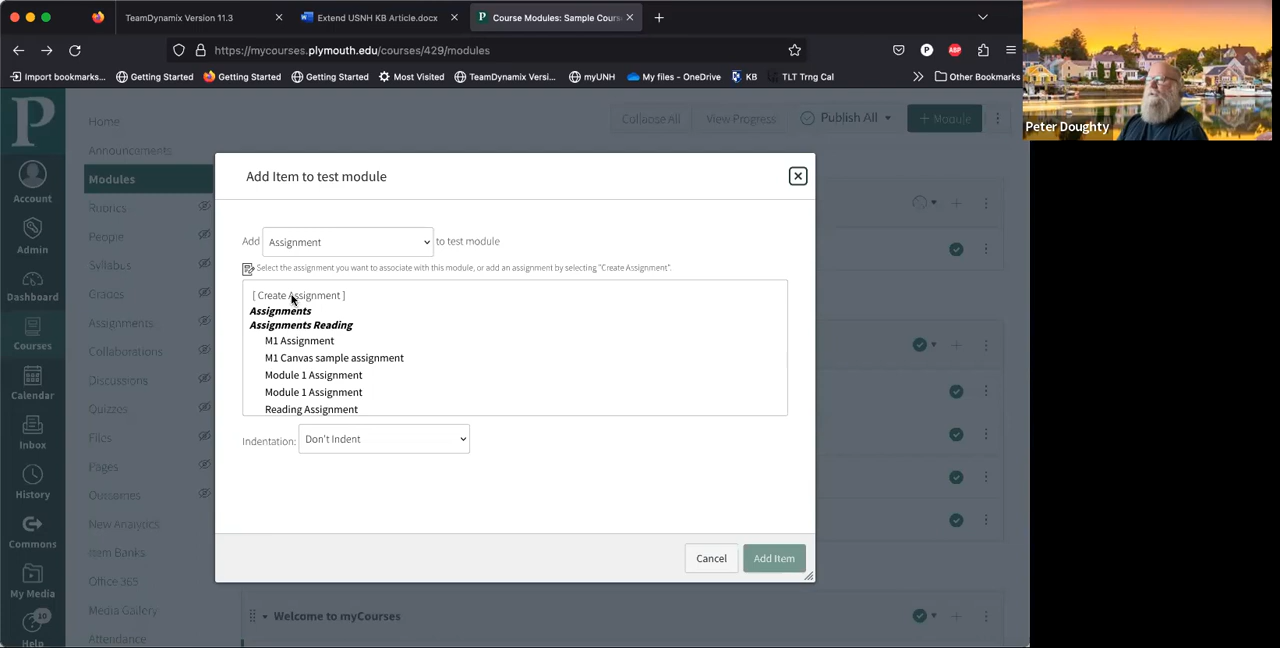 TeamDynamix Version 11.3
Extend USNH KB Article.docx
P Course Modules: Sample Cours
https://mycourses.plymouth.edu/courses/429/modules
P
ABP
Import bookmarks...
Getting Started
Getting Started
Getting Started
Most Visited
TeamDynamix Versi...
myUNH
My files - OneDrive
KB
TLT Trng Cal
Other Bookmarks
Peter Doughty
P
Account
Admin
Dashboard
Courses
Calendar
Inbox
History
Commons
My Media
10
Help
Home
Announcements
Modules
Rubrics
People
Syllabus
Grades
Assignments
Collaborations
Discussions
Quizzes
Files
Pages
Outcomes
New Analytics
Item Banks
Office 365
Media Gallery
Attendance
Collapse All
View Progress
Publish All
+ Module
Add Item to test module
Add Assignment to test module
Select the assignment you want to associate with this module, or add an assignment by selecting "Create Assignment".
[ Create Assignment ]
Assignments
Assignments Reading
M1 Assignment
M1 Canvas sample assignment
Module 1 Assignment
Module 1 Assignment
Reading Assignment
Indentation: Don't Indent
Cancel
Add Item
Welcome to myCourses